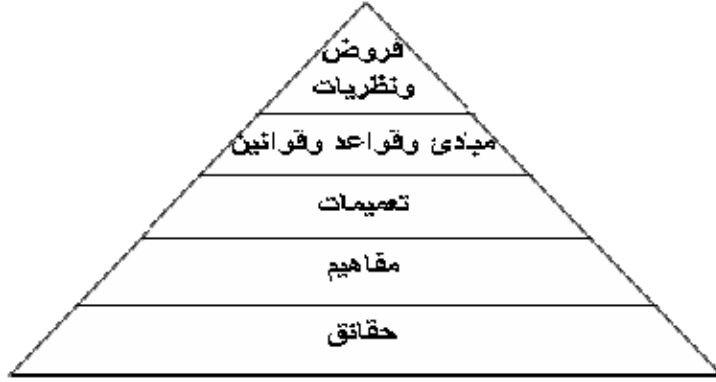 فروض
ونظريات
مبادئ وقواعد وقوانين
تعميمات
مفاهيم
حقائق